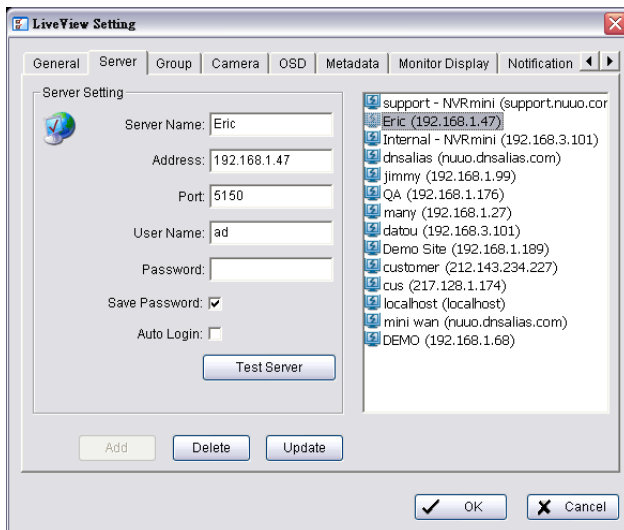 LiveView Setting
General Server Group Camera OSD Metadata Monitor Display Notification
Server Setting
Server Name: Eric
Address: 192.168.1.47
Port: 5150
User Name: ad
Password:
Save Password:
Auto Login:
Test Server
support - NVRmini (support.nuuo.cor
Eric (192.168.1.47)
Internal - NVRmini (192.168.3.101)
dnsalias (nuuo.dnsalias.com)
jimmy (192.168.1.99)
QA (192.168.1.176)
many (192.168.1.27)
datou (192.168.3.101)
Demo Site (192.168.1.189)
customer (212.143.234.227)
cus (217.128.1.174)
localhost (localhost)
mini wan (nuuo.dnsalias.com)
DEMO (192.168.1.68)
Add Delete Update
OK Cancel